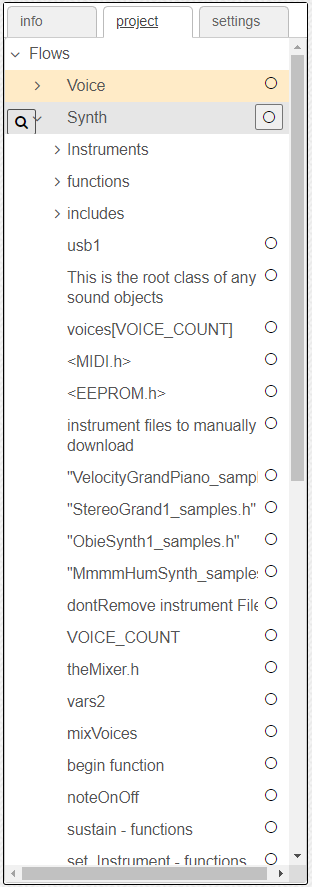 info
project
settings
Flows
Voice
Synth
Instruments
functions
includes
usb1
This is the root class of any
sound objects
voices[VOICE_COUNT]
<MIDI.h>
<EEPROM.h>
instrument files to manually
download
"VelocityGrandPiano_sampl
"StereoGrand1_samples.h"
"ObieSynth1_samples.h"
"MmmmHumSynth_samples
dontRemove instrument File
VOICE_COUNT
theMixer.h
vars2
mixVoices
begin function
noteOnOff
sustain - functions
set_Instrument - functions